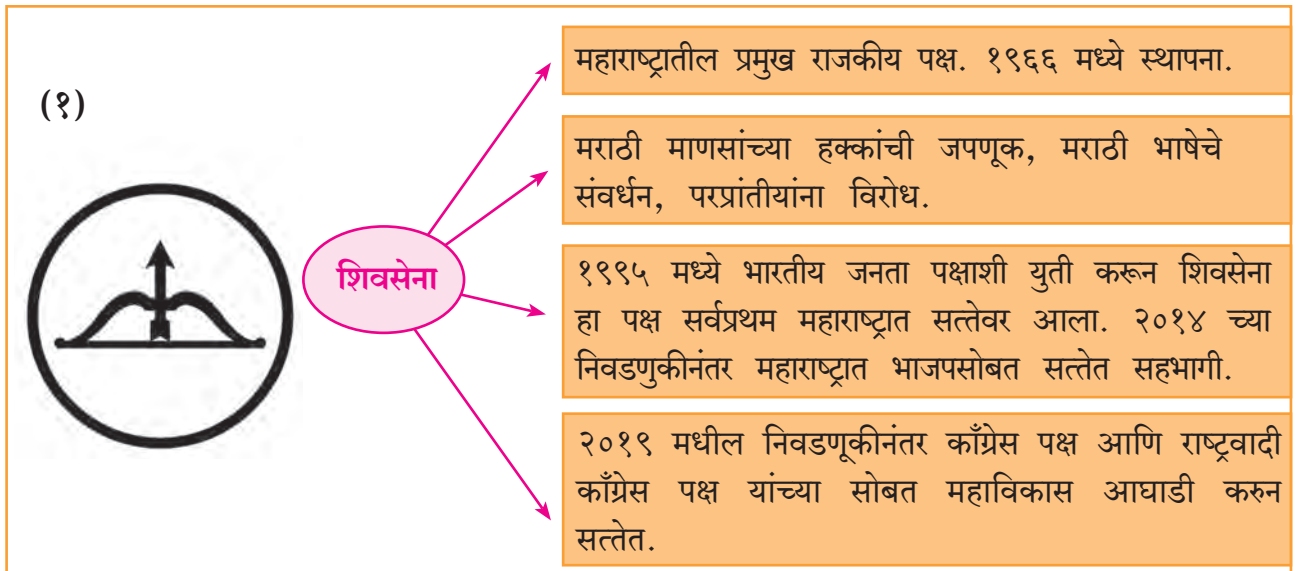 (१)
शिवसेना
महाराष्ट्रातील प्रमुख राजकीय पक्ष. १९६६ मध्ये स्थापना.
मराठी माणसांच्या हक्कांची जपणूक, मराठी भाषेचे
संवर्धन, परप्रांतीयांना विरोध.
१९९५ मध्ये भारतीय जनता पक्षाशी युती करून शिवसेना
हा पक्ष सर्वप्रथम महाराष्ट्रात सत्तेवर आला. २०१४ च्या
निवडणुकीनंतर महाराष्ट्रात भाजपसोबत सत्तेत सहभागी.
२०१९ मधील निवडणूकीनंतर काँग्रेस पक्ष आणि राष्ट्रवादी
काँग्रेस पक्ष यांच्या सोबत महाविकास आघाडी करुन
सत्तेत.